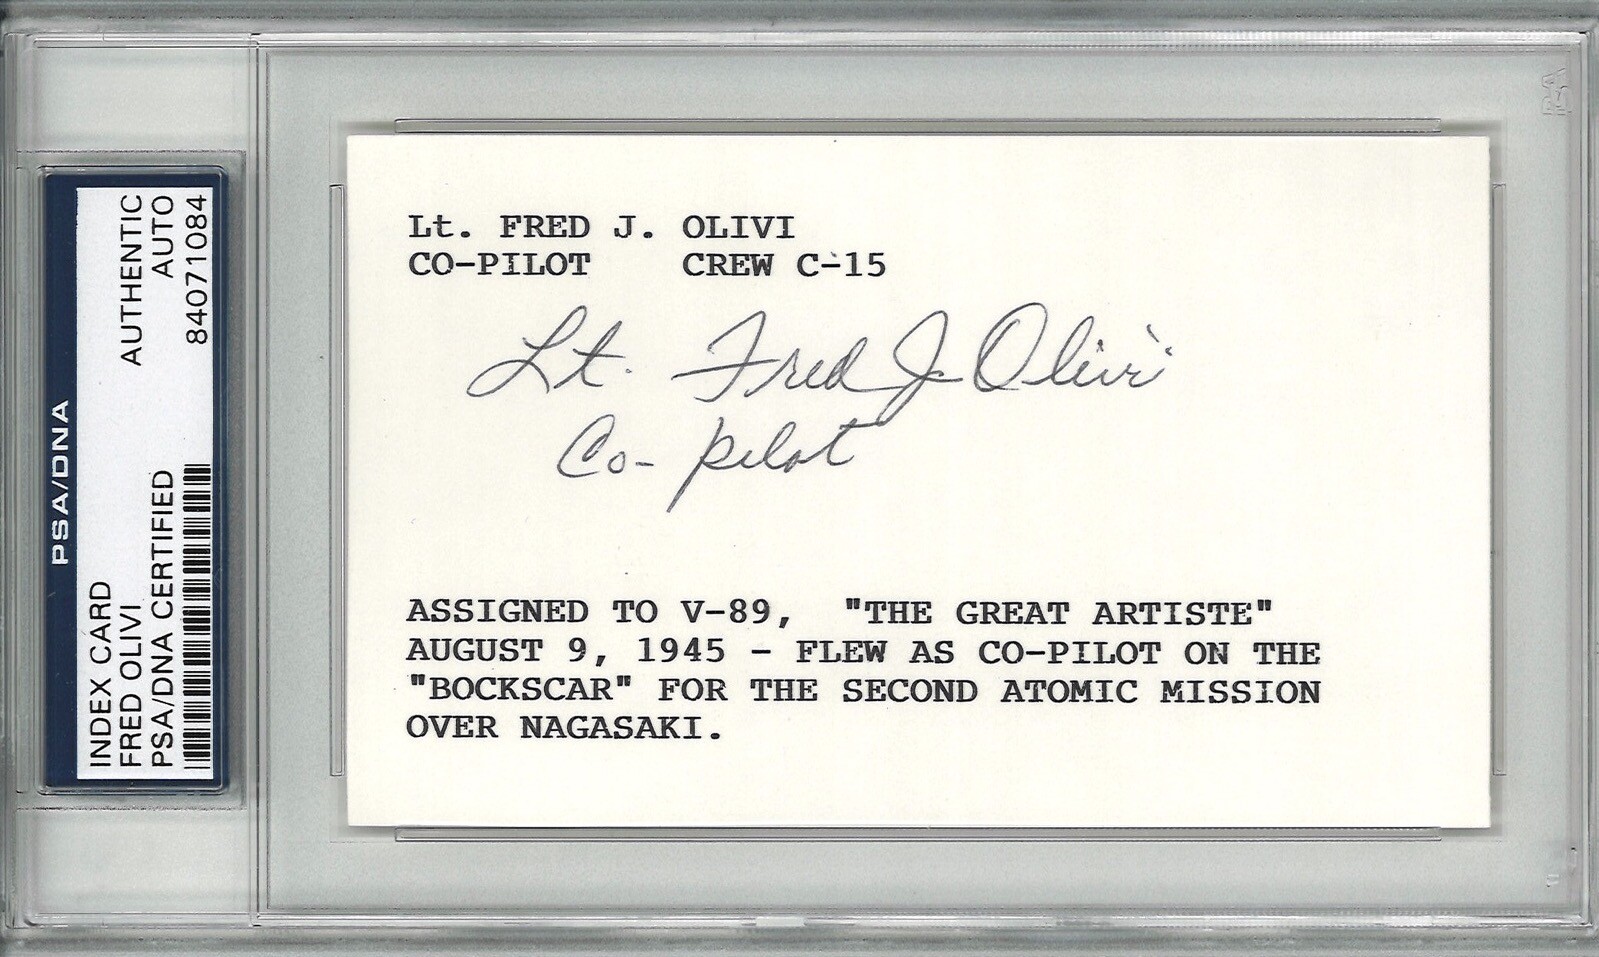 PSA/DNA
INDEX CARD
FRED OLIVI
AUTHENTIC
PSA/DNA CERTIFIED
AUTO
84071084
Lt. FRED J. OLIVI
CO-PILOT CREW C-15
Lt. Fred J. Olivi
Co-pilot
ASSIGNED TO V-89, "THE GREAT ARTISTE"
AUGUST 9, 1945 - FLEW AS CO-PILOT ON THE
"BOCKSCAR" FOR THE SECOND ATOMIC MISSION
OVER NAGASAKI.
PSA